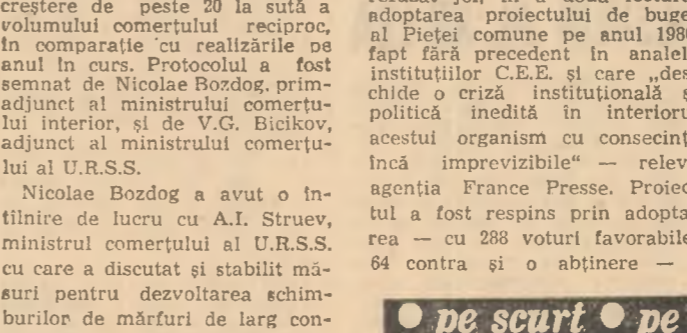 creștere de peste 20 la sută a
volumului comerțului reciproc,
în comparație cu realizările pe
anul în curs. Protocolul a fost
semnat de Nicolae Bozdog, prim-
adjunct al ministrului comerțu-
lui interior, și de V.G. Bicikov,
adjunct al ministrului comerțu-
lui al U.R.S.S.
Nicolae Bozdog a avut o în-
tîlnire de lucru cu A.I. Struev,
ministrul comerțului al U.R.S.S.
cu care a discutat și stabilit mă-
suri pentru dezvoltarea schim-
burilor de mărfuri de larg con-
adoptarea proiectului de buge
al Pieței comune pe anul 1980
fapt fără precedent în analel
instituțiilor C.E.E. și care „des
chide o criză instituțională ș
politică inedită în interioru
acestui organism cu consecinț
încă imprevizibile“ — relev
agenția France Presse. Proiec
tul a fost respins prin adopta
rea — cu 288 voturi favorabile
64 contra și o abținere —
● pe scurt ● pe